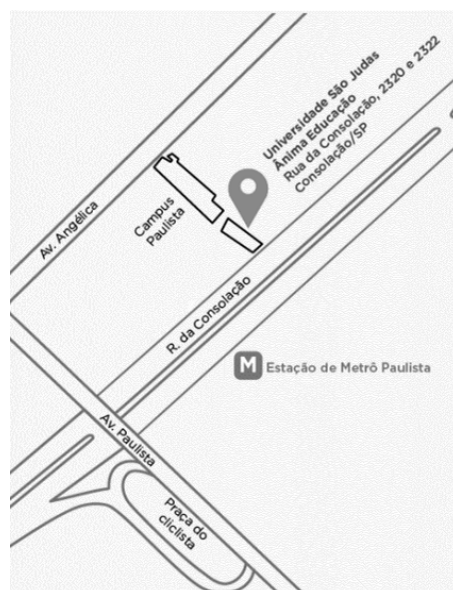 Universidade São Judas
Ânima Educação
Rua da Consolação, 2320 e 2322
Consolação/SP
Av. Angélica
Campus
Paulista
R. da Consolação
M Estação de Metrô Paulista
Av. Paulista
Praça do
cliclista